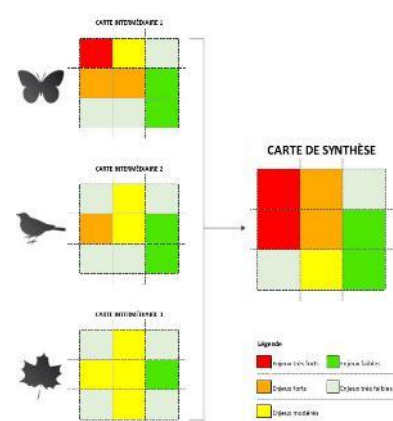 CARTE INTERMÉDIAIRE 1
CARTE INTERMÉDIAIRE 2
CARTE INTERMÉDIAIRE 3
CARTE DE SYNTHÈSE
Légende
Enjeux très forts
Enjeux faibles
Enjeux forts
Enjeux très faibles
Enjeux modérés